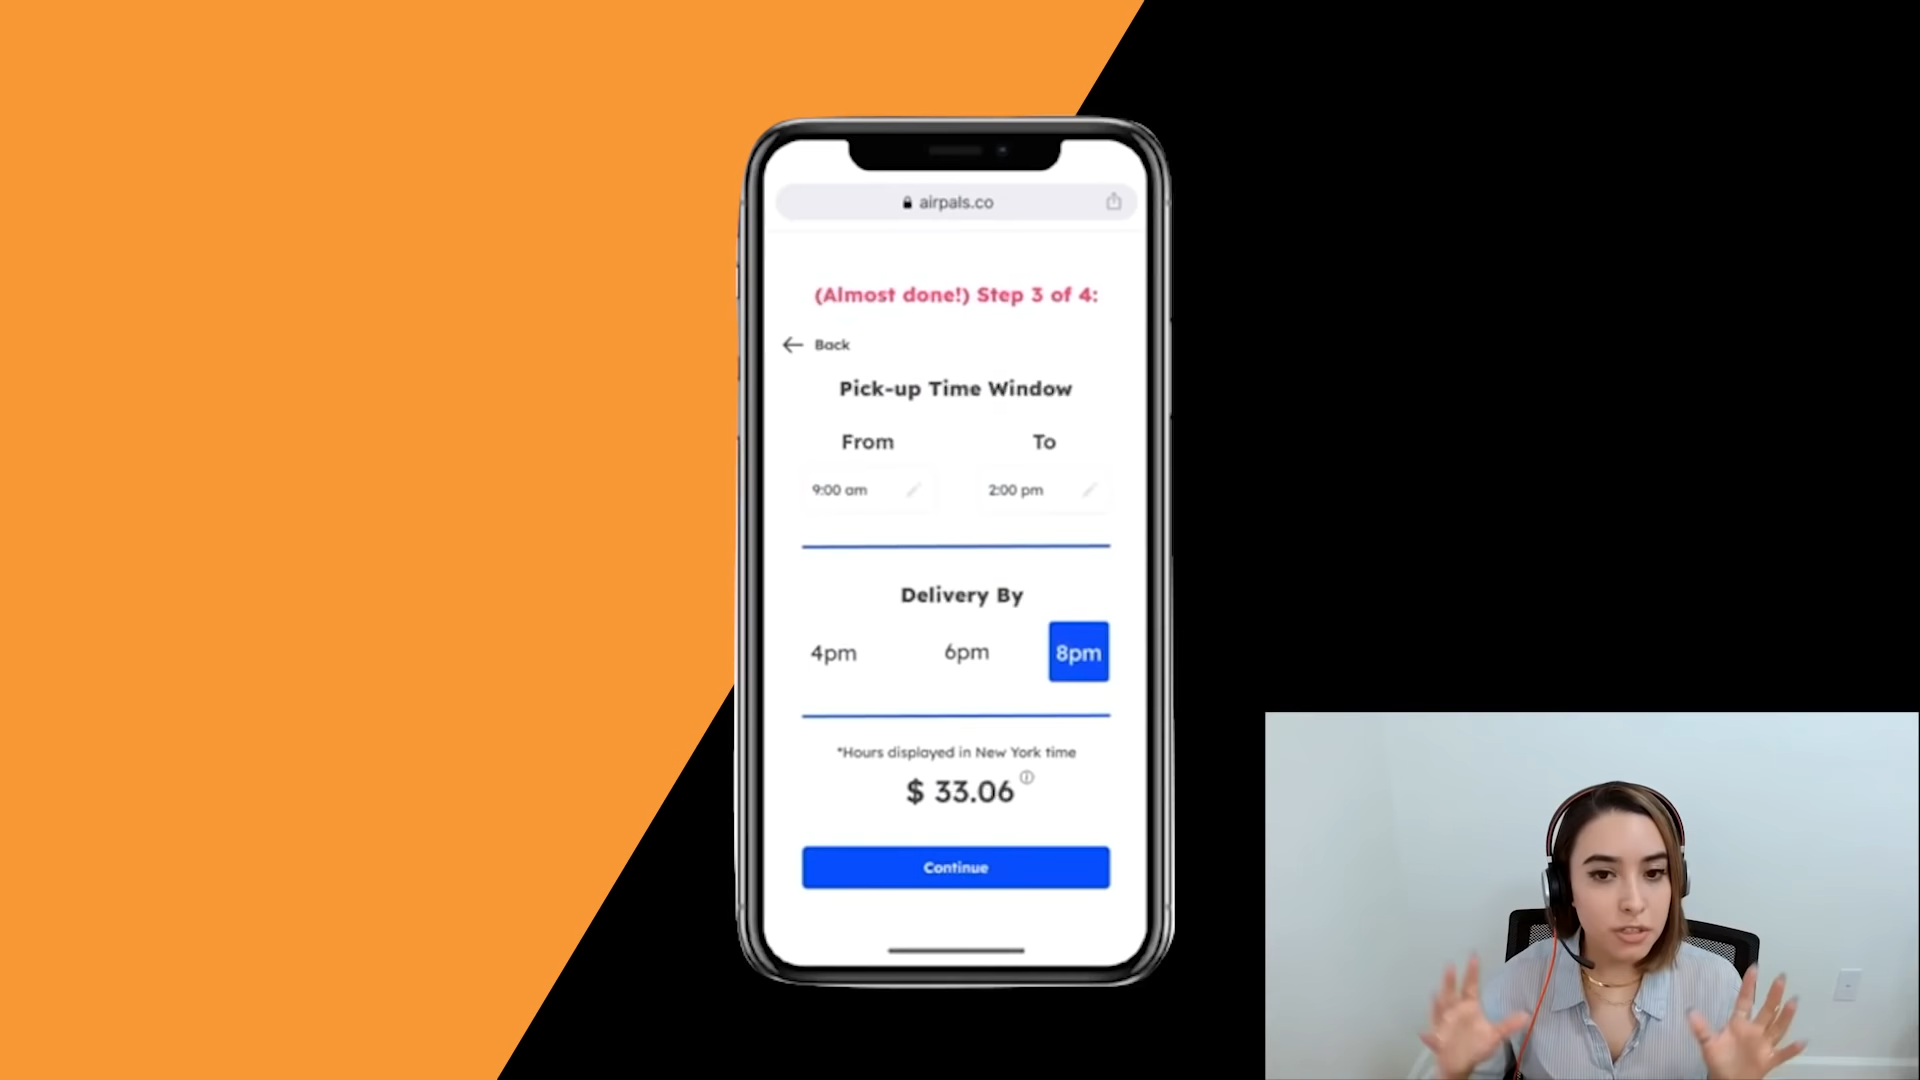 airpals.co
(Almost done!) Step 3 of 4:
Back
Pick-up Time Window
From To
9:00 am 2:00 pm
Delivery By
4pm 6pm 8pm
*Hours displayed in New York time
$ 33.06
Continue